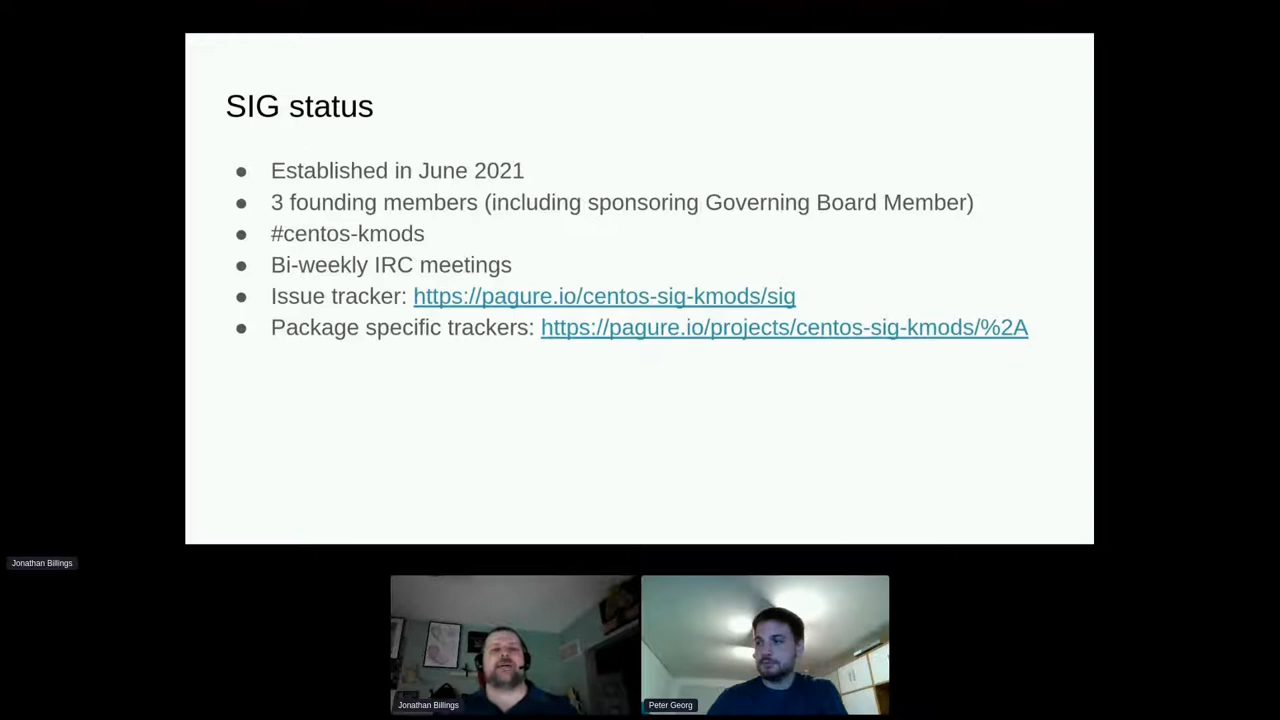 SIG status
● Established in June 2021
● 3 founding members (including sponsoring Governing Board Member)
● #centos-kmods
● Bi-weekly IRC meetings
● Issue tracker: https://pagure.io/centos-sig-kmods/sig
● Package specific trackers: https://pagure.io/projects/centos-sig-kmods/%2A
Jonathan Billings
Jonathan Billings
Peter Georg